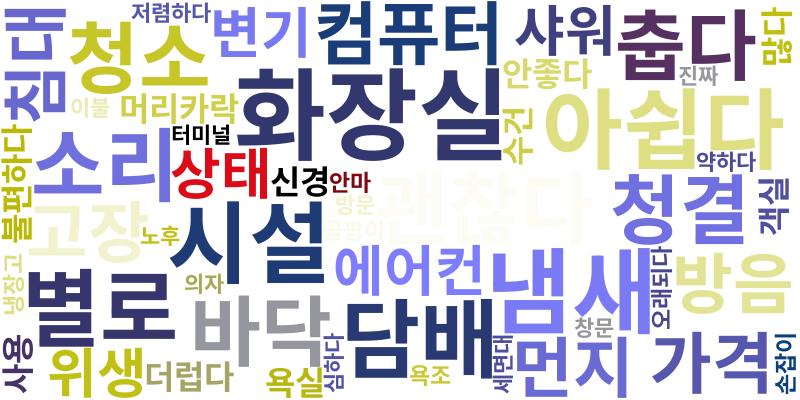 저렴하다
침대
청소
변기
컴퓨터
샤워
춥다
많다
이불
머리카락
안좋다
진짜
화장실
수건
아쉽다
터미널
불편하다
소리
상태
신경
안마
약하다
고장
노후
시설
방문
괜찮다
곰팡이
청결
객실
냉장고
의자
에어컨
냄새
오래되다
방음
별로
바닥
담배
창문
사용
위생
더럽다
욕실
심하다
욕조
세면대
먼지
가격
손잡이